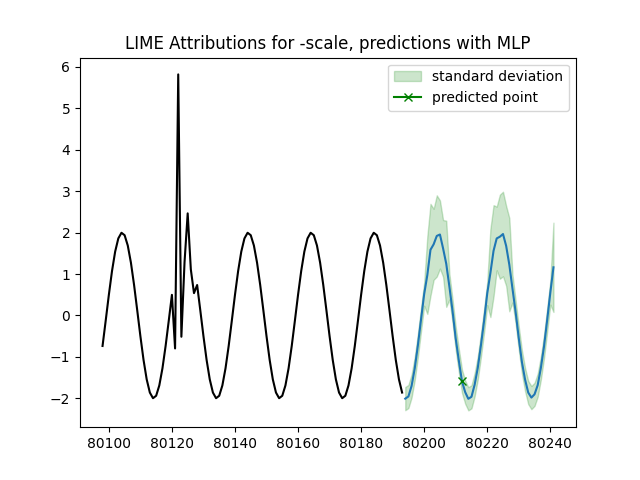 LIME Attributions for -scale, predictions with MLP
standard deviation
predicted point
6
5
4
3
2
1
0
−1
−2
80100 80120 80140 80160 80180 80200 80220 80240